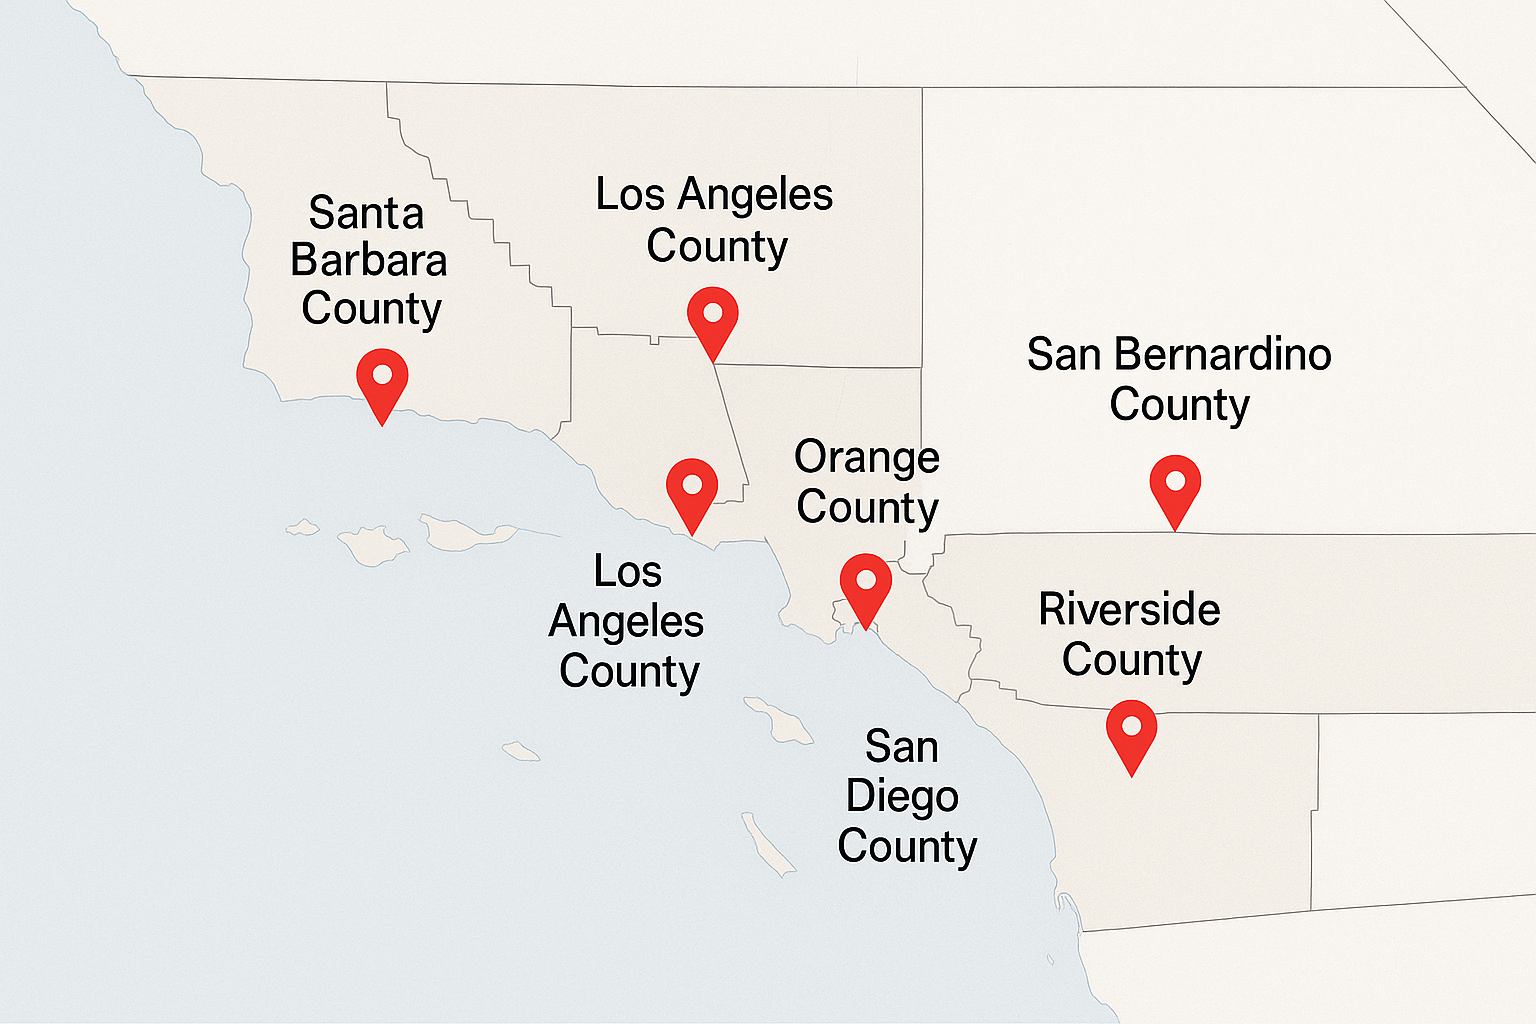 Santa
Barbara
County
Los Angeles
County
San Bernardino
County
Orange
County
Los
Angeles
County
Riverside
County
San
Diego
County